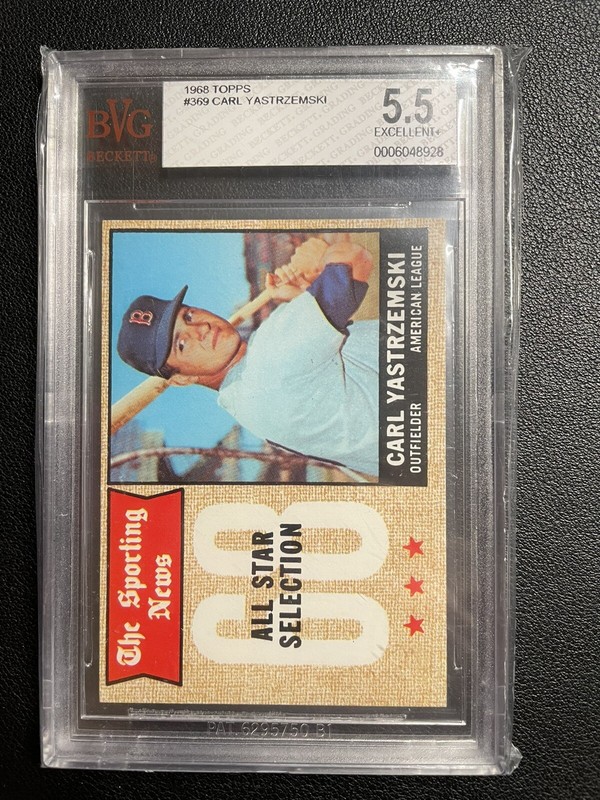 1968 TOPPS
#369 CARL YASTRZEMSKI
BVG
BECKETT
5.5
EXCELLENT+
0006048928
B
CARL YASTRZEMSKI
OUTFIELDER
AMERICAN LEAGUE
The Sporting
News
68
ALL STAR
SELECTION
PAT. 6295750 B1